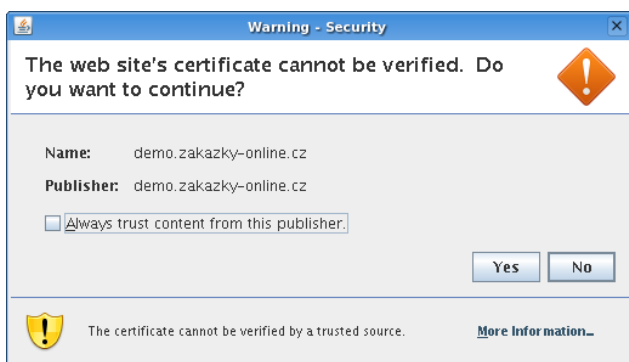 Warning - Security
The web site's certificate cannot be verified.  Do
you want to continue?
Name: demo.zakazky-online.cz
Publisher: demo.zakazky-online.cz
Always trust content from this publisher.
Yes No
The certificate cannot be verified by a trusted source. More Information...